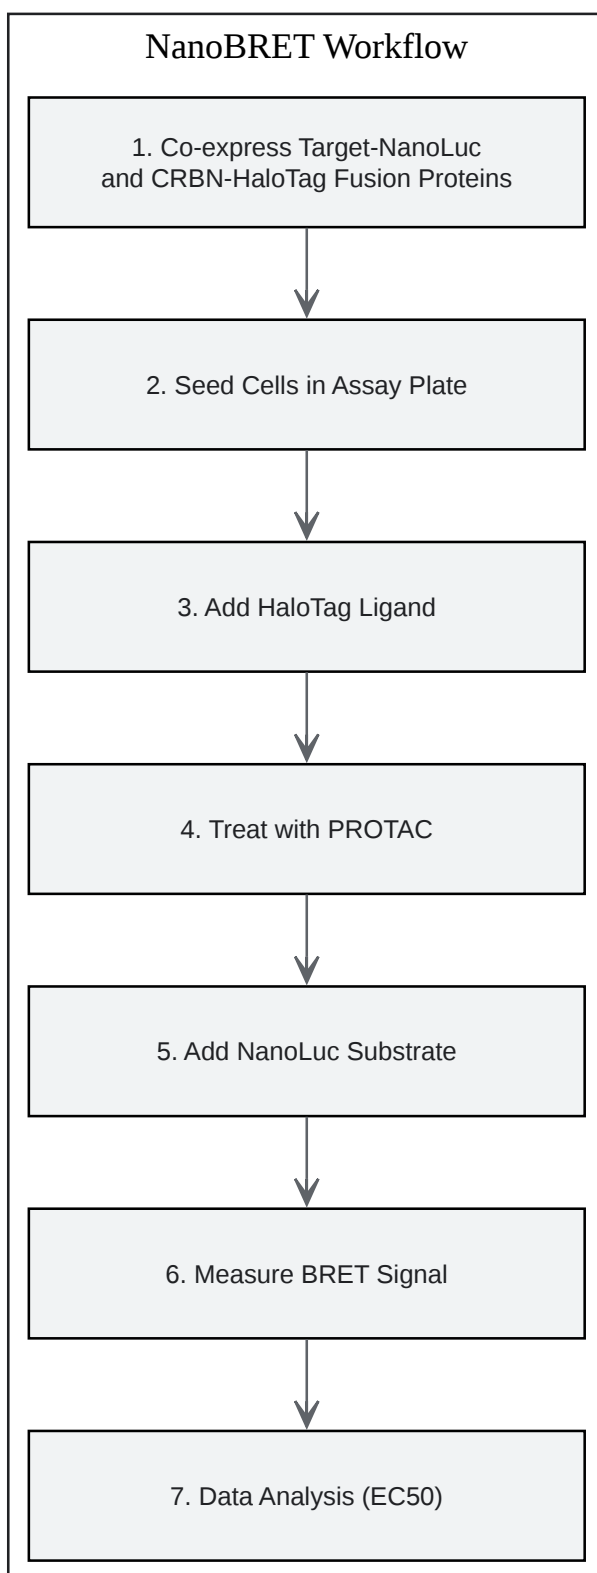 NanoBRET Workflow
1. Co-express Target-NanoLuc
and CRBN-HaloTag Fusion Proteins
2. Seed Cells in Assay Plate
3. Add HaloTag Ligand
4. Treat with PROTAC
5. Add NanoLuc Substrate
6. Measure BRET Signal
7. Data Analysis (EC50)